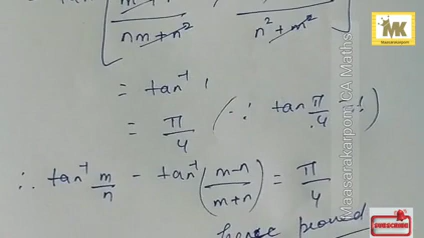 nm + n²
n² + m²
= tan⁻¹ 1
= π/4 (∵ tan π/4 = 1)
∴ tan⁻¹ m/n - tan⁻¹ (m-n/m+n) = π/4
hence proved
MK
Maasarakarpom CA Maths
SUBSCRIBE